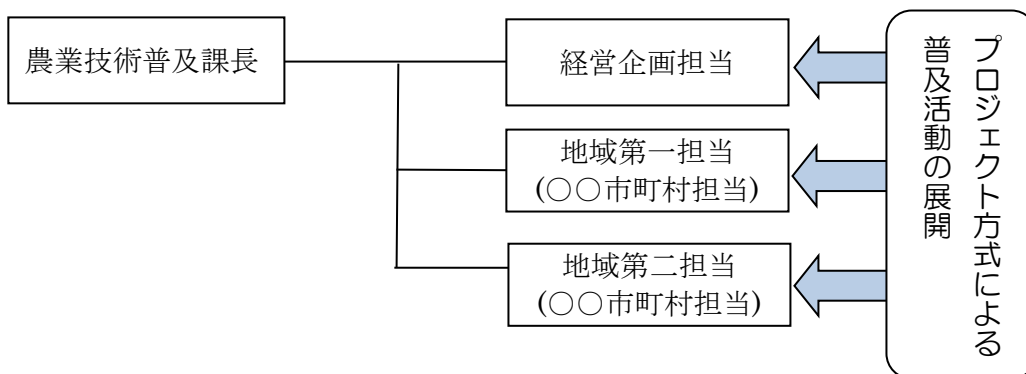 農業技術普及課長
経営企画担当
地域第一担当
(○○市町村担当)
地域第二担当
(○○市町村担当)
プロジェクト方式による
普及活動の展開